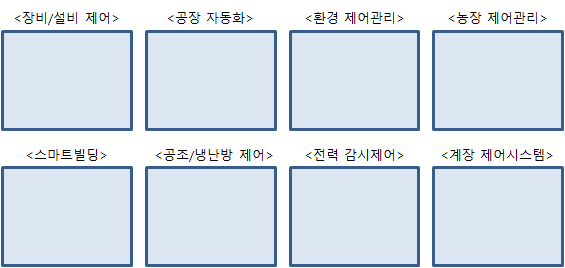 <장비/설비 제어> <공장 자동화> <환경 제어관리> <농장 제어관리>
<스마트빌딩> <공조/냉난방 제어> <전력 감시제어> <계장 제어시스템>